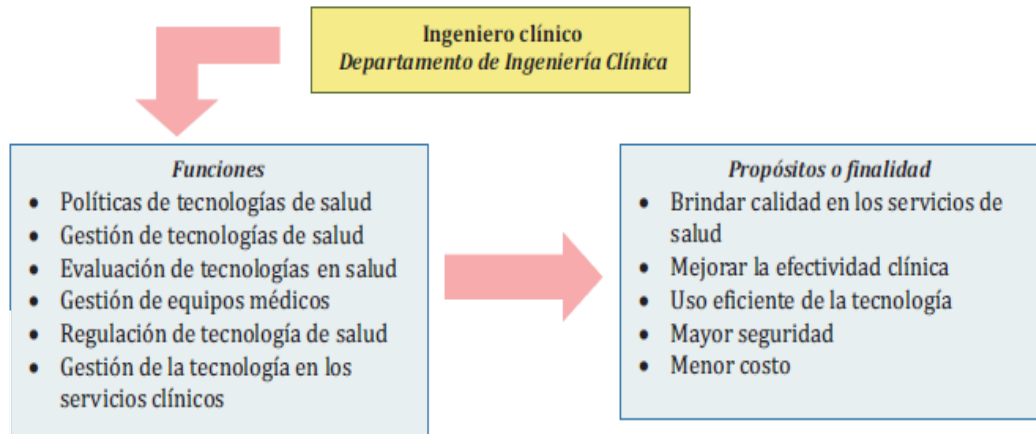 Ingeniero clínico
Departamento de Ingeniería Clínica
Funciones
• Políticas de tecnologías de salud
• Gestión de tecnologías de salud
• Evaluación de tecnologías en salud
• Gestión de equipos médicos
• Regulación de tecnología de salud
• Gestión de la tecnología en los
servicios clínicos
Propósitos o finalidad
• Brindar calidad en los servicios de
salud
• Mejorar la efectividad clínica
• Uso eficiente de la tecnología
• Mayor seguridad
• Menor costo